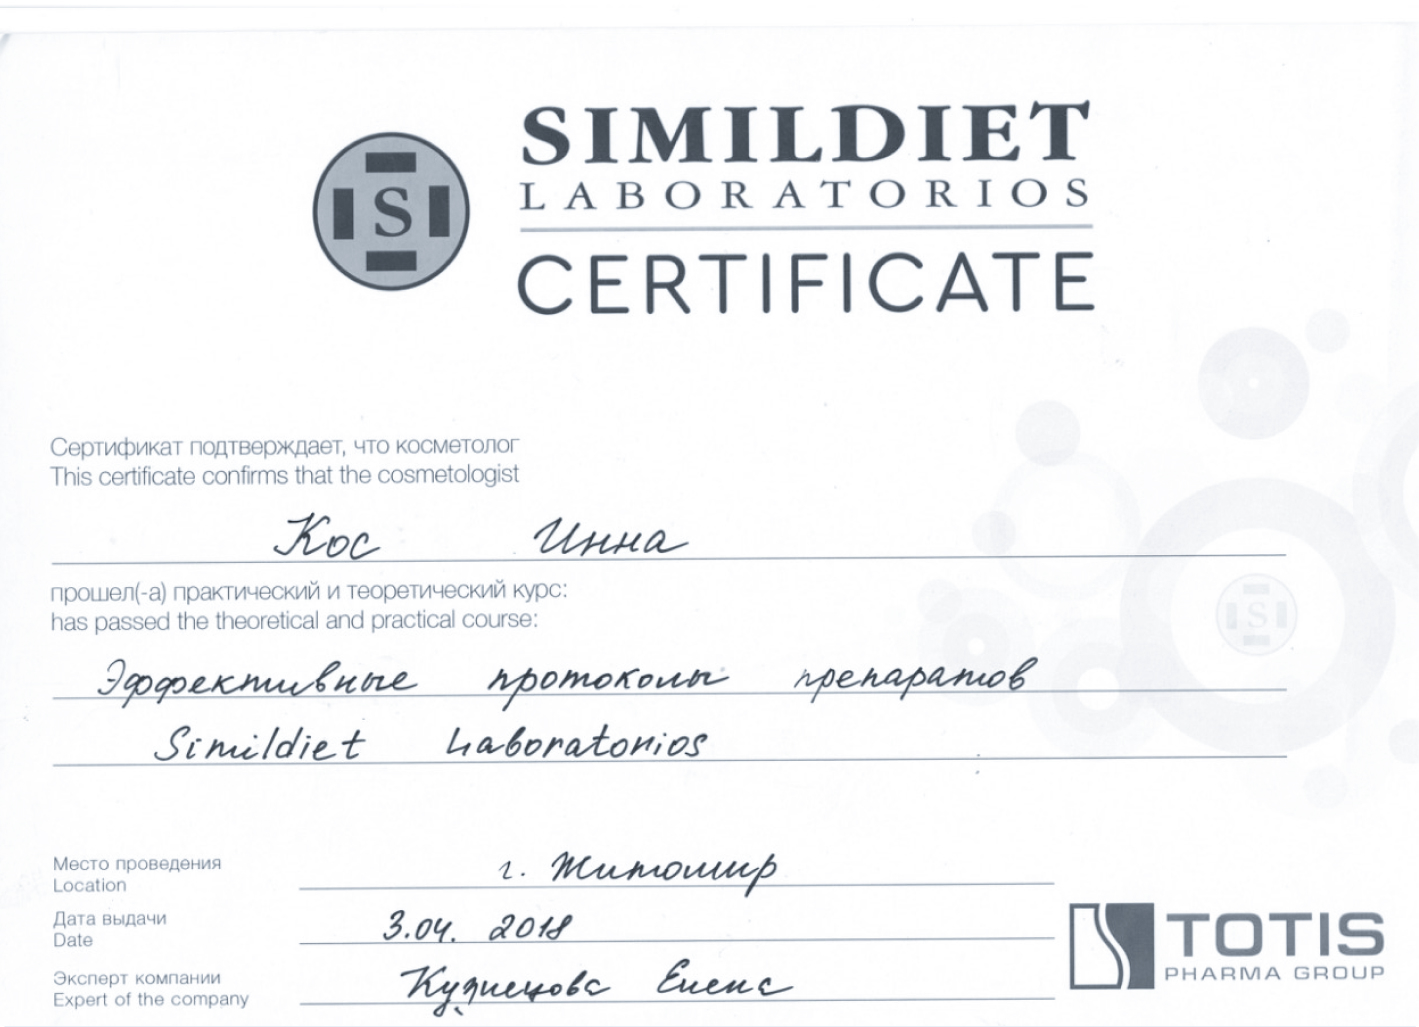 SIMILDIET
LABORATORIOS
CERTIFICATE
S
Сертификат подтверждает, что косметолог
This certificate confirms that the cosmetologist
Кос Инна
прошел(-а) практический и теоретический курс:
has passed the theoretical and practical course:
Эффективные протоколы препаратов
Simildiet Laboratorios
Место проведения
Location
г. Житомир
Дата выдачи
Date
3.04. 2018
Эксперт компании
Expert of the company
Кузнецова Елена
TOTIS
PHARMA GROUP